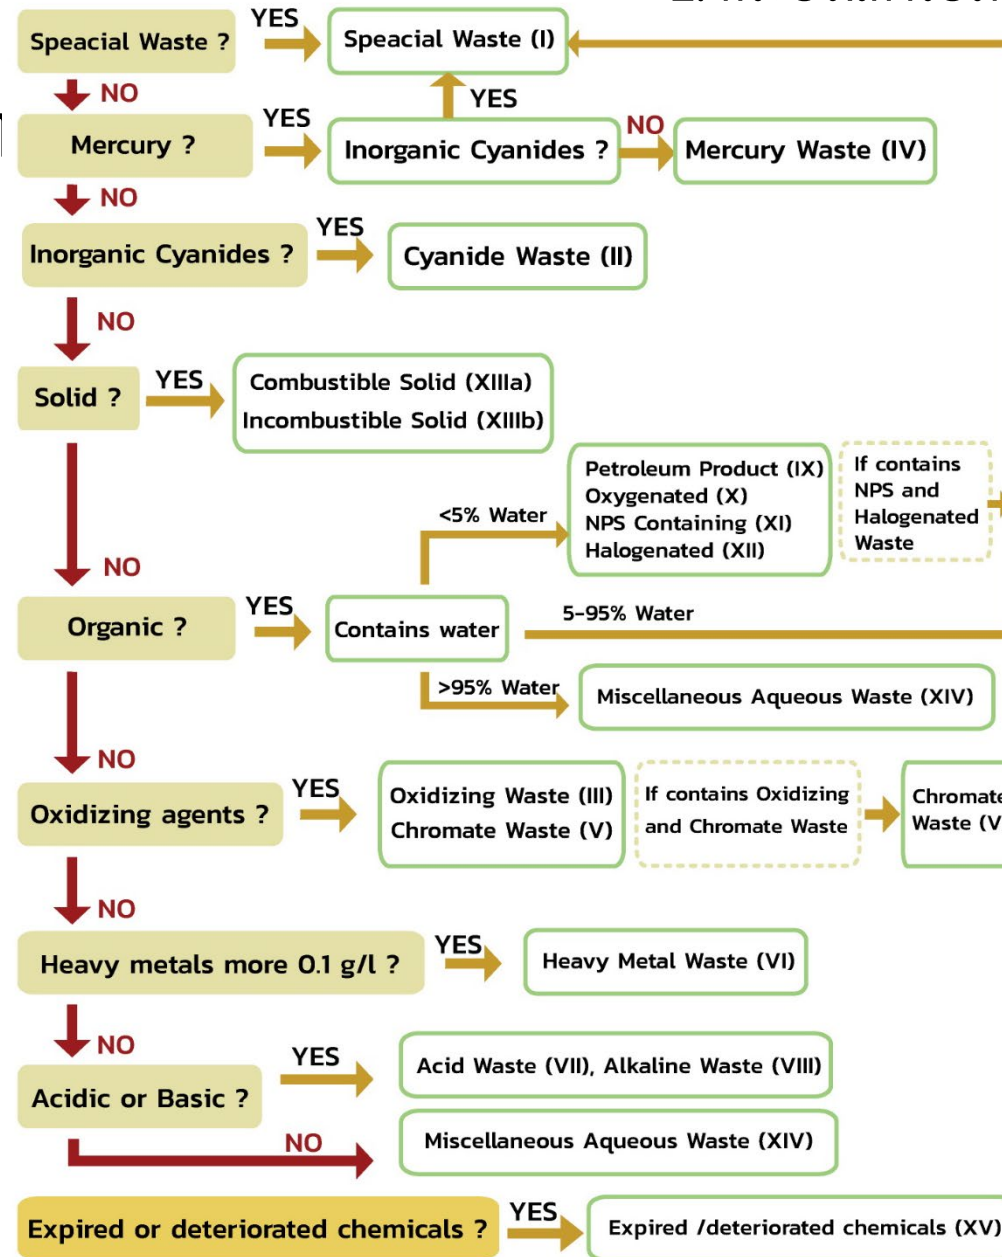 Speacial Waste ?
YES
Speacial Waste (I)
NO
YES
Mercury ?
YES
Inorganic Cyanides ?
NO
Mercury Waste (IV)
NO
Inorganic Cyanides ?
YES
Cyanide Waste (II)
NO
Solid ?
YES
Combustible Solid (XIIIa)
Incombustible Solid (XIIIb)
NO
Organic ?
YES
Contains water
<5% Water
Petroleum Product (IX)
Oxygenated (X)
NPS Containing (XI)
Halogenated (XII)
If contains
NPS and
Halogenated
Waste
5-95% Water
>95% Water
Miscellaneous Aqueous Waste (XIV)
NO
Oxidizing agents ?
YES
Oxidizing Waste (III)
Chromate Waste (V)
If contains Oxidizing
and Chromate Waste
Chromate
Waste (V
NO
Heavy metals more 0.1 g/l ?
YES
Heavy Metal Waste (VI)
NO
Acidic or Basic ?
YES
Acid Waste (VII), Alkaline Waste (VIII)
NO
Miscellaneous Aqueous Waste (XIV)
Expired or deteriorated chemicals ?
YES
Expired /deteriorated chemicals (XV)